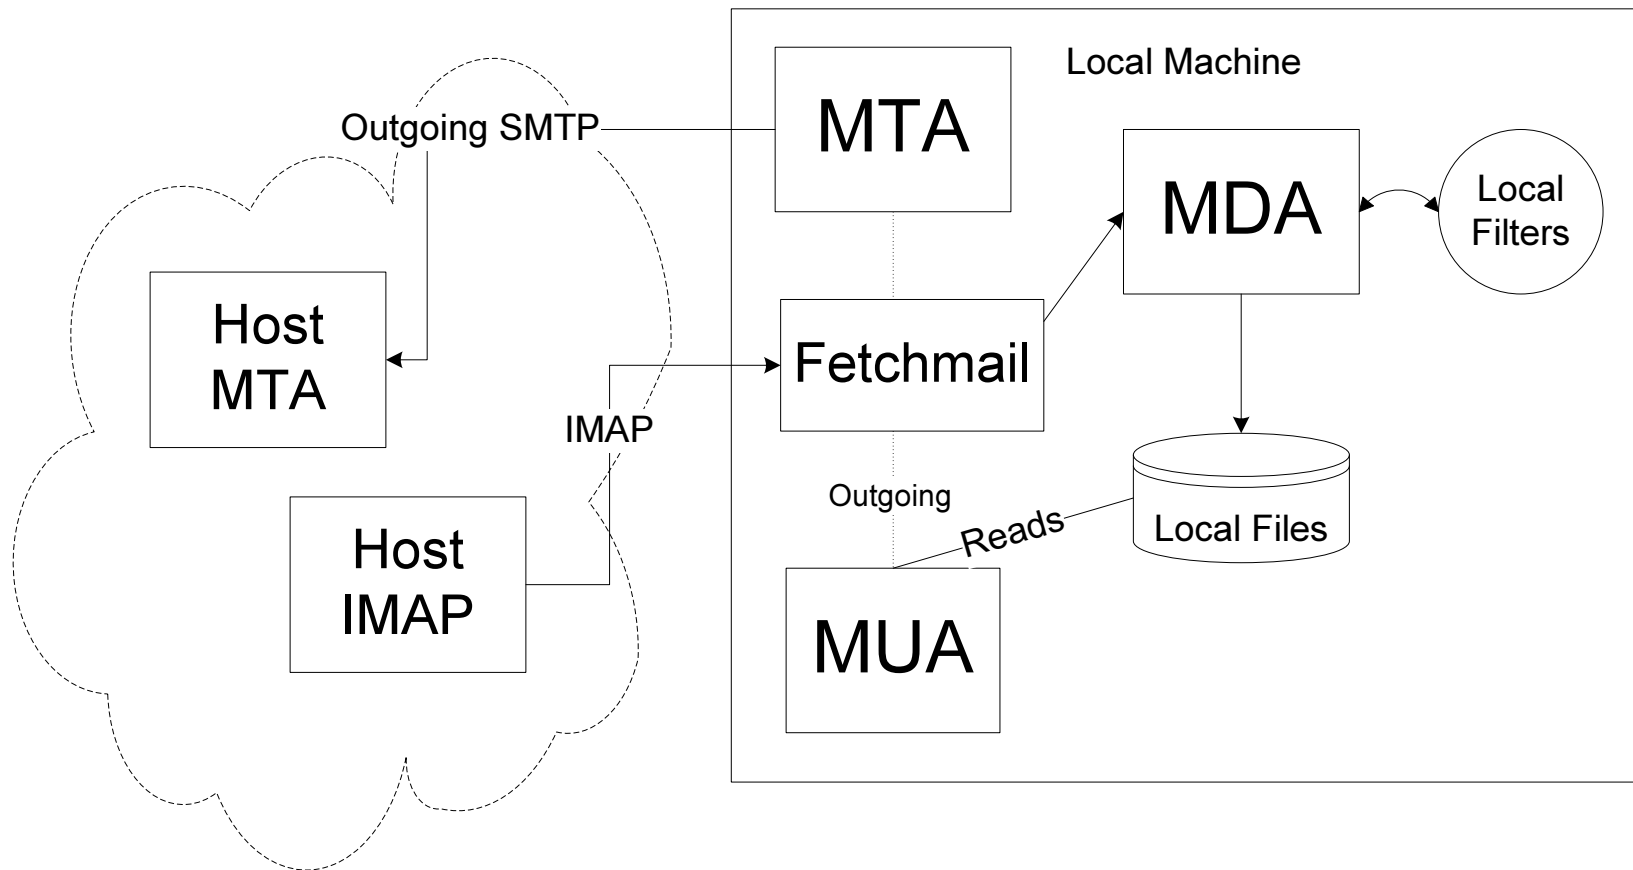 Local Machine
MTA
Outgoing SMTP
MDA
Local
Filters
Host
MTA
Fetchmail
IMAP
Outgoing
Reads
Local Files
Host
IMAP
MUA